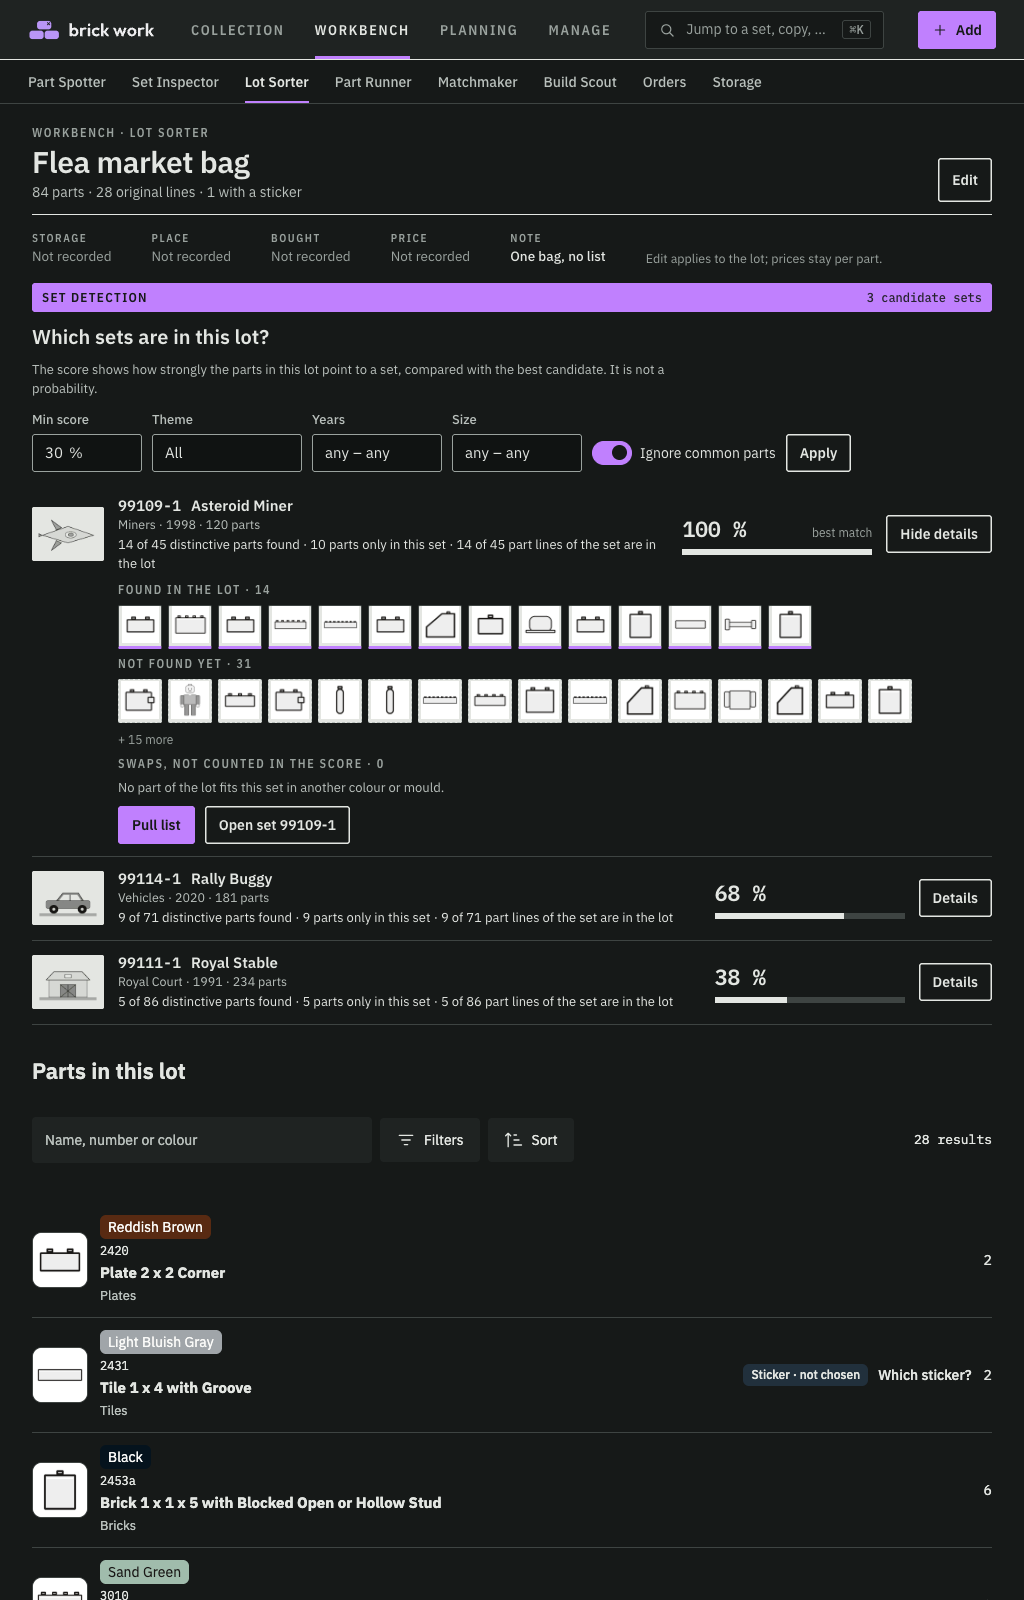 brick work
COLLECTION
WORKBENCH
PLANNING
MANAGE
Jump to a set, copy, ...
⌘K
+ Add
Part Spotter
Set Inspector
Lot Sorter
Part Runner
Matchmaker
Build Scout
Orders
Storage
WORKBENCH · LOT SORTER
Flea market bag
84 parts · 28 original lines · 1 with a sticker
Edit
STORAGE
Not recorded
PLACE
Not recorded
BOUGHT
Not recorded
PRICE
Not recorded
NOTE
One bag, no list
Edit applies to the lot; prices stay per part.
SET DETECTION
3 candidate sets
Which sets are in this lot?
The score shows how strongly the parts in this lot point to a set, compared with the best candidate. It is not a
probability.
Min score
30 %
Theme
All
Years
any – any
Size
any – any
Ignore common parts
Apply
99109-1 Asteroid Miner
Miners · 1998 · 120 parts
14 of 45 distinctive parts found · 10 parts only in this set · 14 of 45 part lines of the set are in
the lot
100 %
best match
Hide details
FOUND IN THE LOT · 14
NOT FOUND YET · 31
+ 15 more
SWAPS, NOT COUNTED IN THE SCORE · 0
No part of the lot fits this set in another colour or mould.
Pull list
Open set 99109-1
99114-1 Rally Buggy
Vehicles · 2020 · 181 parts
9 of 71 distinctive parts found · 9 parts only in this set · 9 of 71 part lines of the set are in the lot
68 %
Details
99111-1 Royal Stable
Royal Court · 1991 · 234 parts
5 of 86 distinctive parts found · 5 parts only in this set · 5 of 86 part lines of the set are in the lot
38 %
Details
Parts in this lot
Name, number or colour
Filters
Sort
28 results
Reddish Brown
2420
Plate 2 x 2 Corner
Plates
2
Light Bluish Gray
2431
Tile 1 x 4 with Groove
Tiles
Sticker · not chosen
Which sticker?
2
Black
2453a
Brick 1 x 1 x 5 with Blocked Open or Hollow Stud
Bricks
6
Sand Green
3010